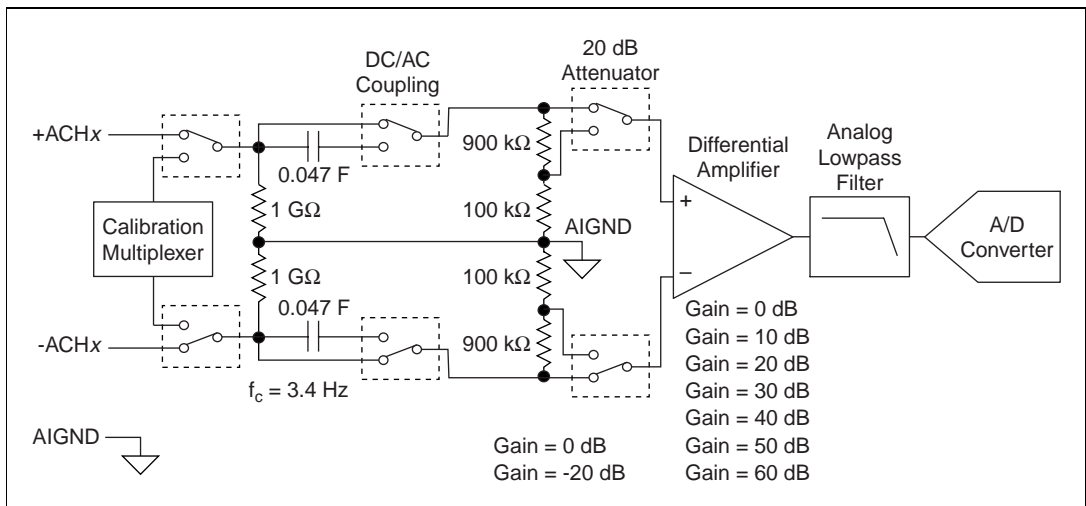 DC/AC
Coupling
20 dB
Attenuator
+ACHx
0.047 F
900 kΩ
Differential
Amplifier
Analog
Lowpass
Filter
1 GΩ
100 kΩ
AIGND
+
Calibration
Multiplexer
A/D
Converter
1 GΩ
100 kΩ
−
0.047 F
900 kΩ
-ACHx
fc = 3.4 Hz
Gain = 0 dB
Gain = 10 dB
Gain = 20 dB
Gain = 30 dB
Gain = 40 dB
Gain = 50 dB
Gain = 60 dB
AIGND
Gain = 0 dB
Gain = -20 dB